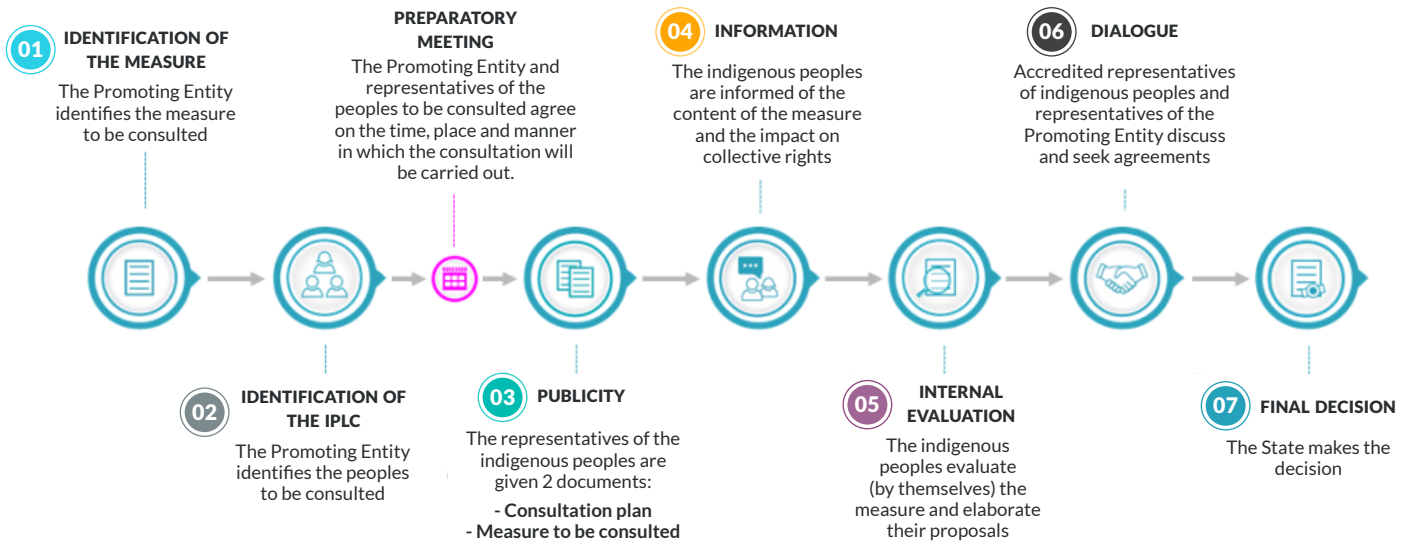 01
IDENTIFICATION OF
THE MEASURE
The Promoting Entity
identifies the measure
to be consulted
02
IDENTIFICATION OF
THE IPLC
The Promoting Entity
identifies the peoples
to be consulted
PREPARATORY
MEETING
The Promoting Entity and
representatives of the
peoples to be consulted agree
on the time, place and manner
in which the consultation will
be carried out.
03
PUBLICITY
The representatives of the
indigenous peoples are
given 2 documents:
- Consultation plan
- Measure to be consulted
04
INFORMATION
The indigenous peoples
are informed of the
content of the measure
and the impact on
collective rights
05
INTERNAL
EVALUATION
The indigenous
peoples evaluate
(by themselves) the
measure and elaborate
their proposals
06
DIALOGUE
Accredited representatives
of indigenous peoples and
representatives of the
Promoting Entity discuss
and seek agreements
07
FINAL DECISION
The State makes the
decision